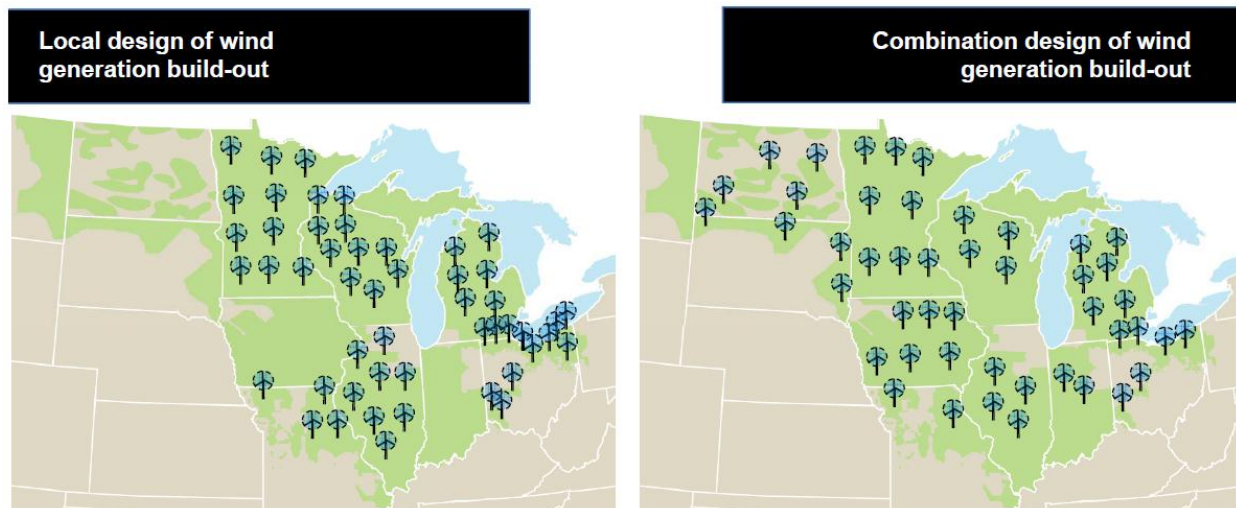 Local design of wind
generation build-out
Combination design of wind
generation build-out